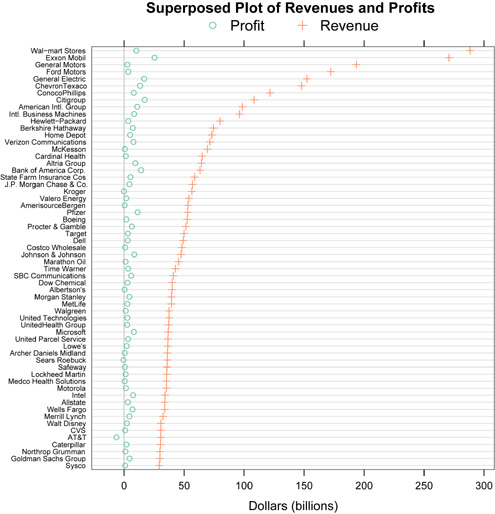 Superposed Plot of Revenues and Profits
Profit Revenue
Wal-mart Stores
Exxon Mobil
General Motors
Ford Motors
General Electric
ChevronTexaco
ConocoPhillips
Citigroup
American Intl. Group
Intl. Business Machines
Hewlett-Packard
Berkshire Hathaway
Home Depot
Verizon Communications
McKesson
Cardinal Health
Altria Group
Bank of America Corp.
State Farm Insurance Cos
J.P. Morgan Chase & Co.
Kroger
Valero Energy
AmerisourceBergen
Pfizer
Boeing
Procter & Gamble
Target
Dell
Costco Wholesale
Johnson & Johnson
Marathon Oil
Time Warner
SBC Communications
Dow Chemical
Albertson's
Morgan Stanley
MetLife
Walgreen
United Technologies
UnitedHealth Group
Microsoft
United Parcel Service
Lowe's
Archer Daniels Midland
Sears Roebuck
Safeway
Lockheed Martin
Medco Health Solutions
Motorola
Intel
Allstate
Wells Fargo
Merrill Lynch
Walt Disney
CVS
AT&T
Caterpillar
Northrop Grumman
Goldman Sachs Group
Sysco
0 50 100 150 200 250 300
Dollars (billions)